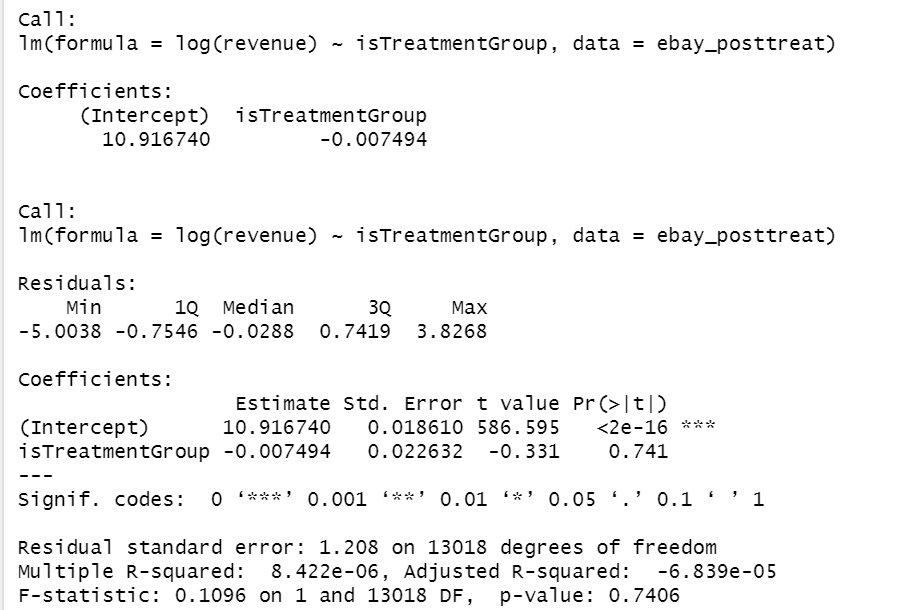 Call:
lm(formula = log(revenue) ~ isTreatmentGroup, data = ebay_posttreat)
Coefficients:
(Intercept) isTreatmentGroup
10.916740 -0.007494
Call:
lm(formula = log(revenue) ~ isTreatmentGroup, data = ebay_posttreat)
Residuals:
Min 1Q Median 3Q Max
-5.0038 -0.7546 -0.0288 0.7419 3.8268
Coefficients:
Estimate Std. Error t value Pr(>|t|)
(Intercept) 10.916740 0.018610 586.595 <2e-16 ***
isTreatmentGroup -0.007494 0.022632 -0.331 0.741
---
Signif. codes: 0 ‘***’ 0.001 ‘**’ 0.01 ‘*’ 0.05 ‘.’ 0.1 ‘ ’ 1
Residual standard error: 1.208 on 13018 degrees of freedom
Multiple R-squared: 8.422e-06, Adjusted R-squared: -6.839e-05
F-statistic: 0.1096 on 1 and 13018 DF, p-value: 0.7406